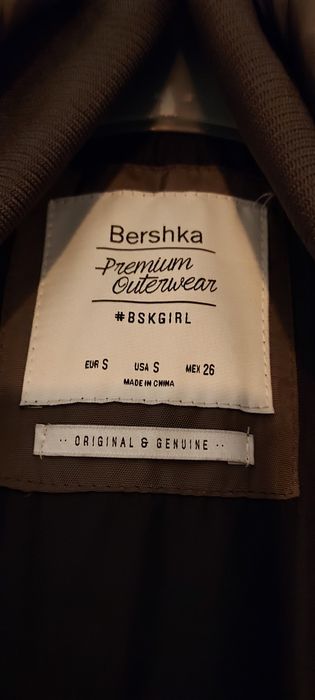 Bershka
Premium
Outerwear
#BSKGIRL
EUR S USA S MEX 26
MADE IN CHINA
·· ORIGINAL & GENUINE ··